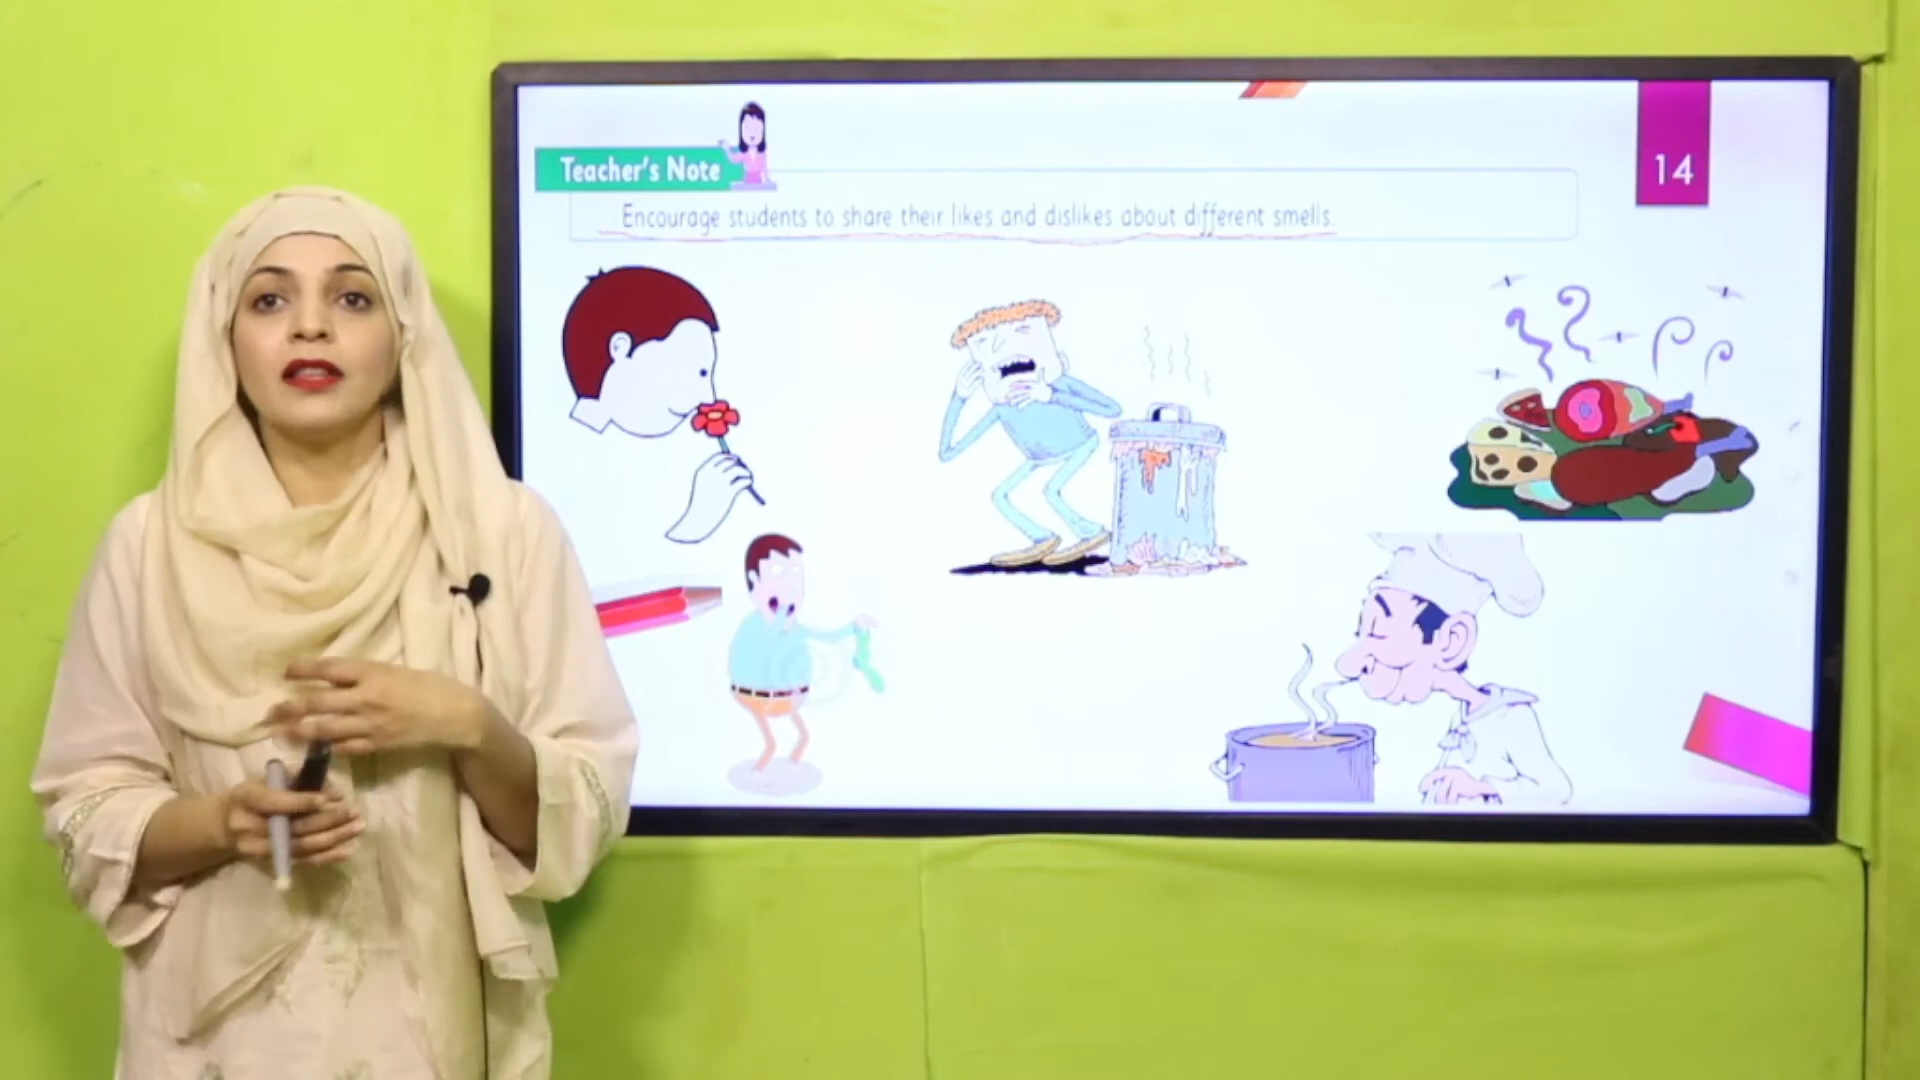 14
Teacher's Note
Encourage students to share their likes and dislikes about different smells.